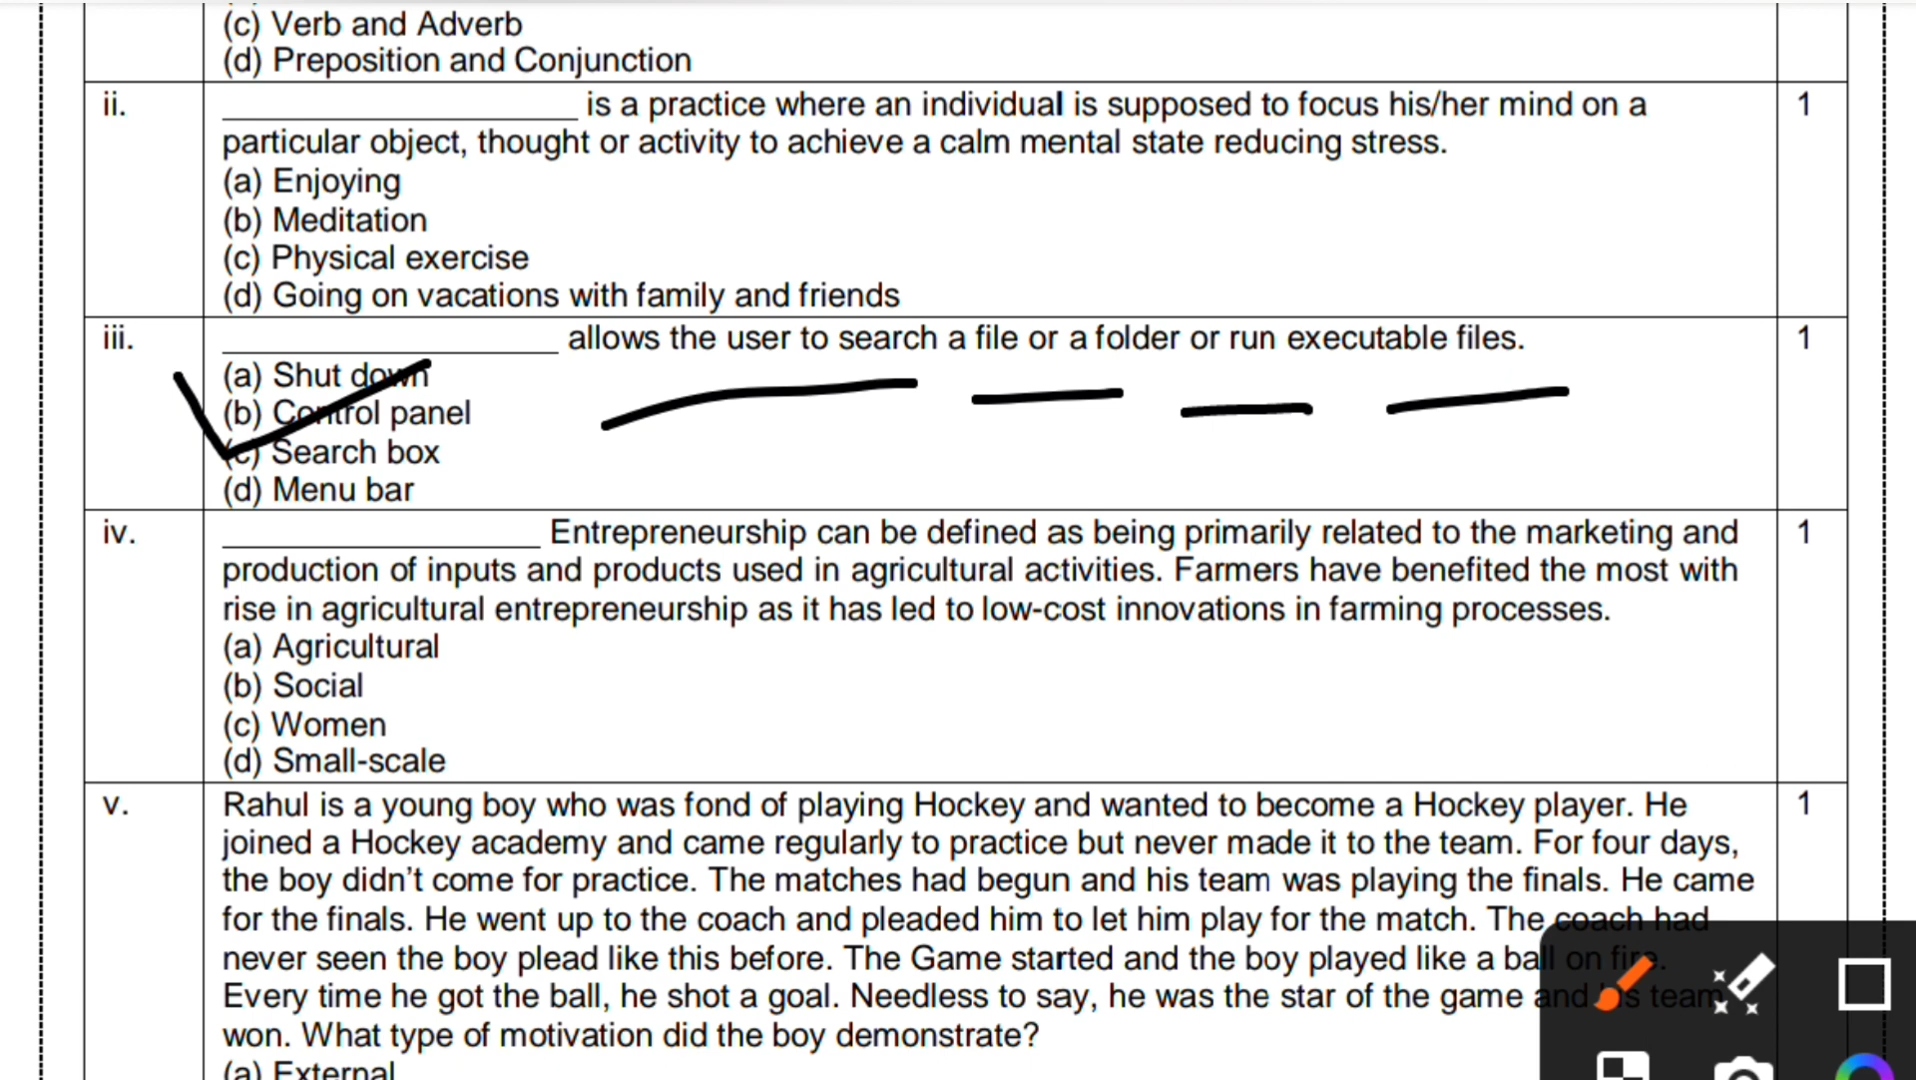 (c) Verb and Adverb
(d) Preposition and Conjunction
ii. ____________________ is a practice where an individual is supposed to focus his/her mind on a 1
particular object, thought or activity to achieve a calm mental state reducing stress.
(a) Enjoying
(b) Meditation
(c) Physical exercise
(d) Going on vacations with family and friends
iii. ___________________ allows the user to search a file or a folder or run executable files. 1
(a) Shut down
(b) Control panel
(c) Search box
(d) Menu bar
iv. __________________ Entrepreneurship can be defined as being primarily related to the marketing and 1
production of inputs and products used in agricultural activities. Farmers have benefited the most with
rise in agricultural entrepreneurship as it has led to low-cost innovations in farming processes.
(a) Agricultural
(b) Social
(c) Women
(d) Small-scale
v. Rahul is a young boy who was fond of playing Hockey and wanted to become a Hockey player. He 1
joined a Hockey academy and came regularly to practice but never made it to the team. For four days,
the boy didn't come for practice. The matches had begun and his team was playing the finals. He came
for the finals. He went up to the coach and pleaded him to let him play for the match. The coach had
never seen the boy plead like this before. The Game started and the boy played like a ball on fire.
Every time he got the ball, he shot a goal. Needless to say, he was the star of the game and his team
won. What type of motivation did the boy demonstrate?
(a) External